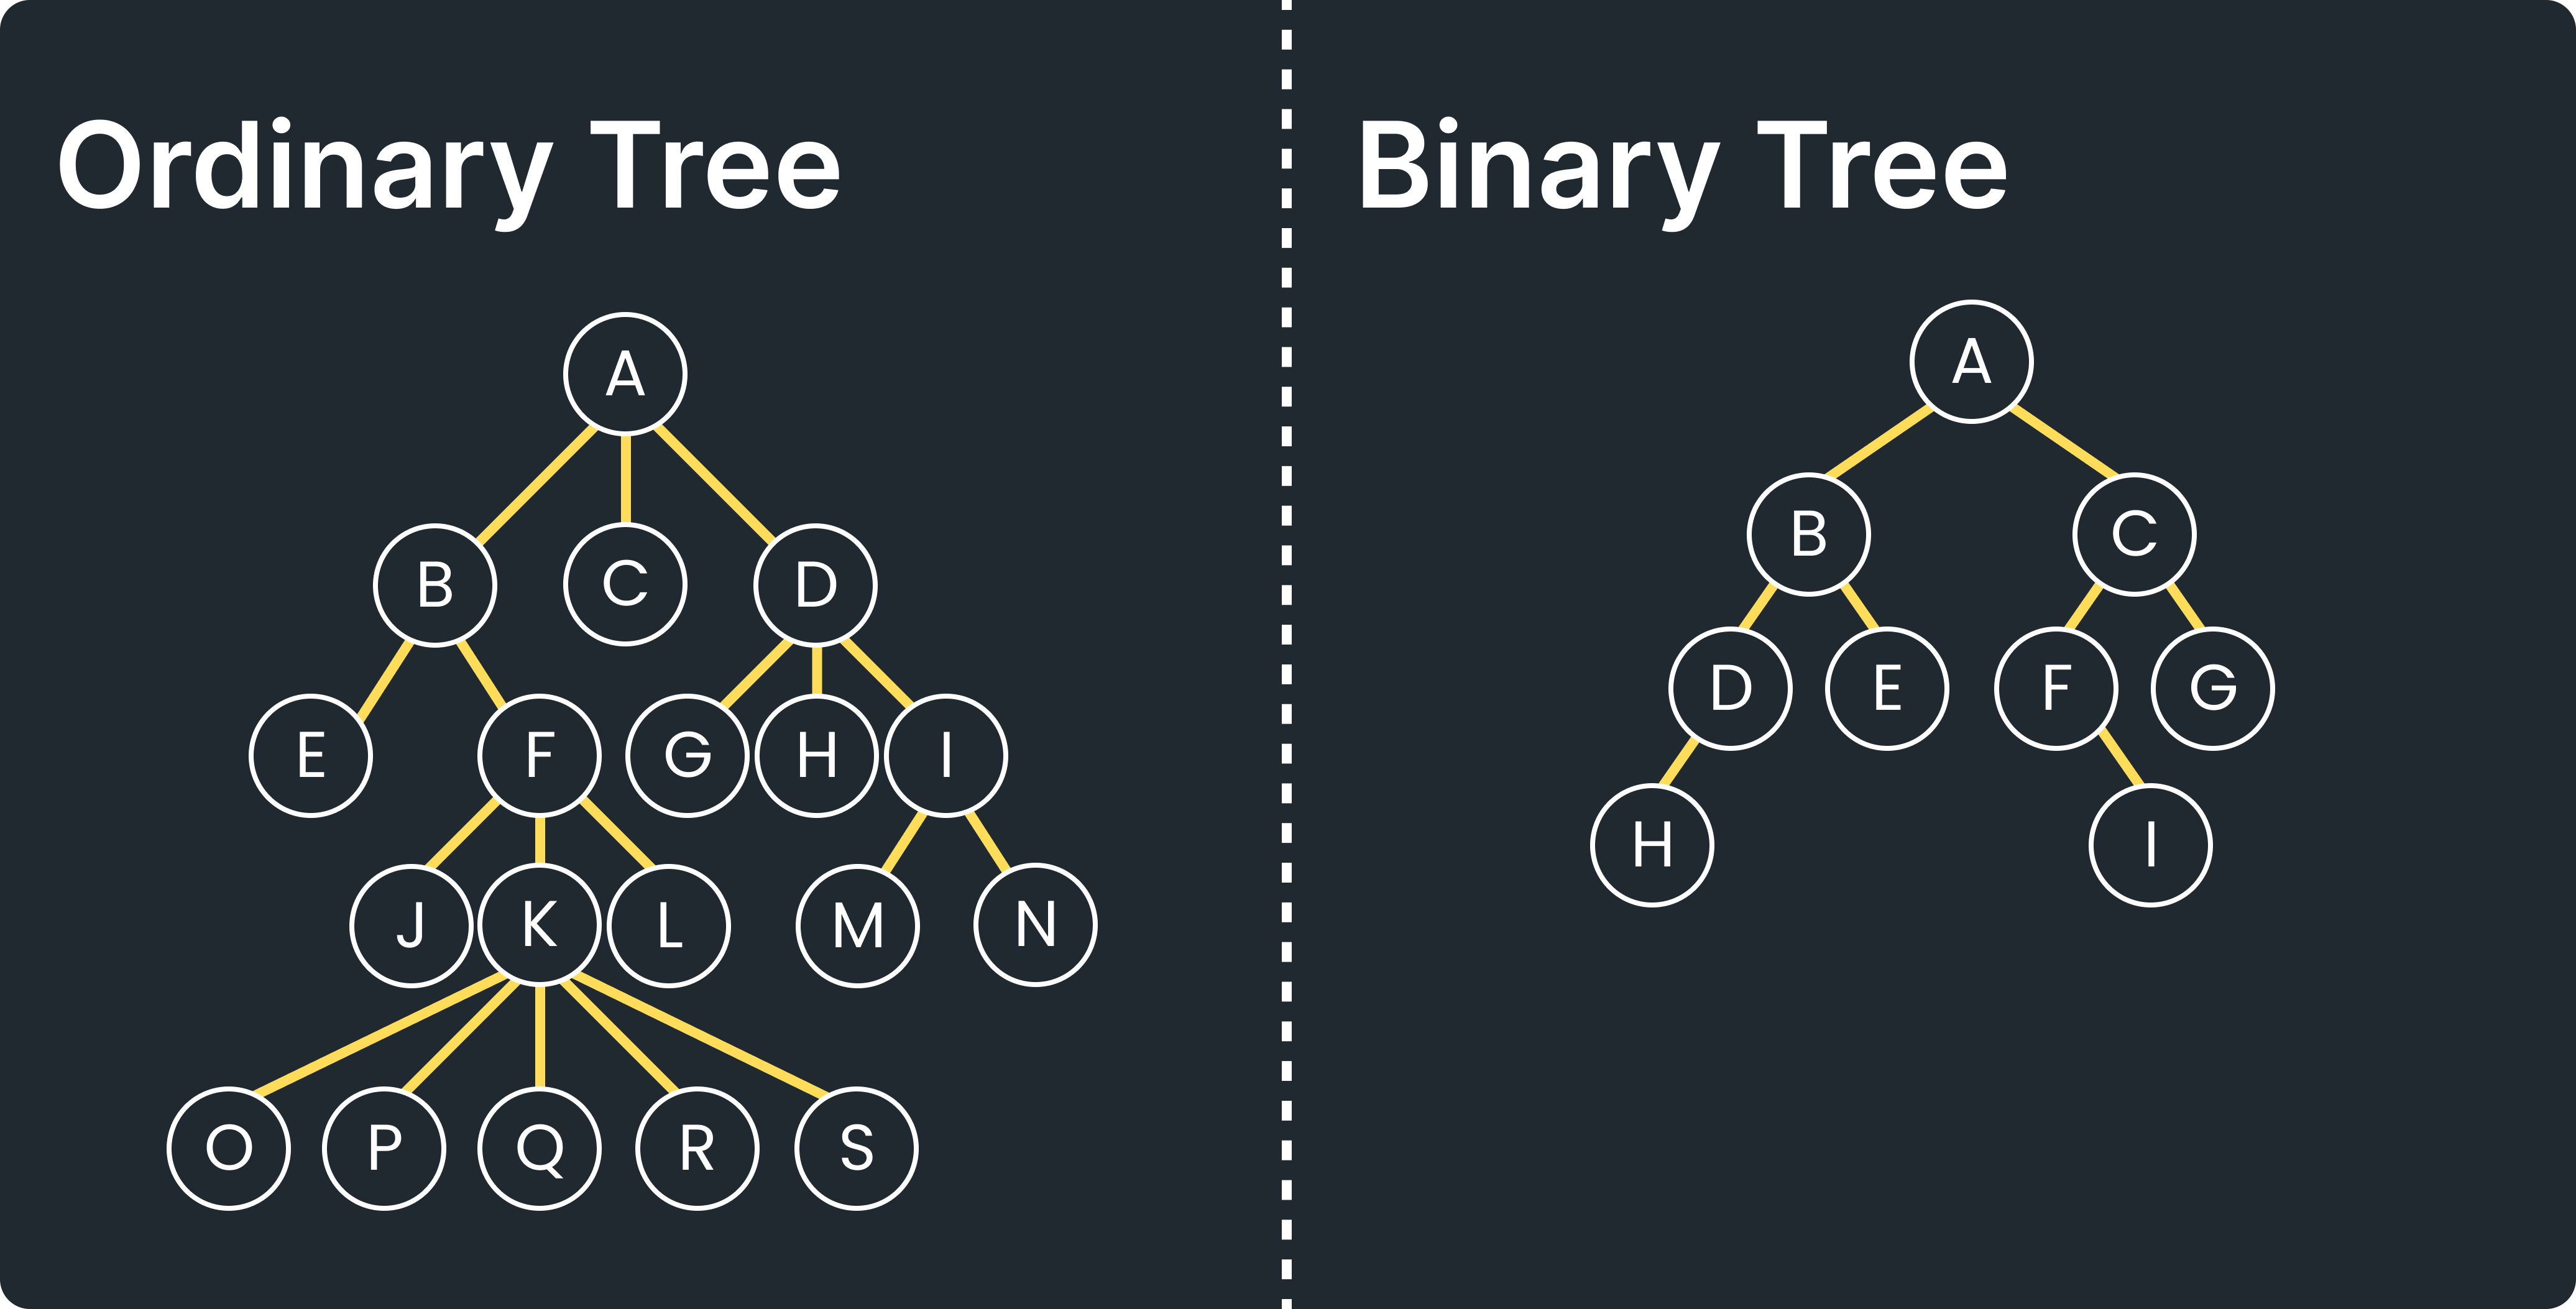 Ordinary Tree
A
B C D
E F G H I
J K L M N
O P Q R S
Binary Tree
A
B C
D E F G
H I